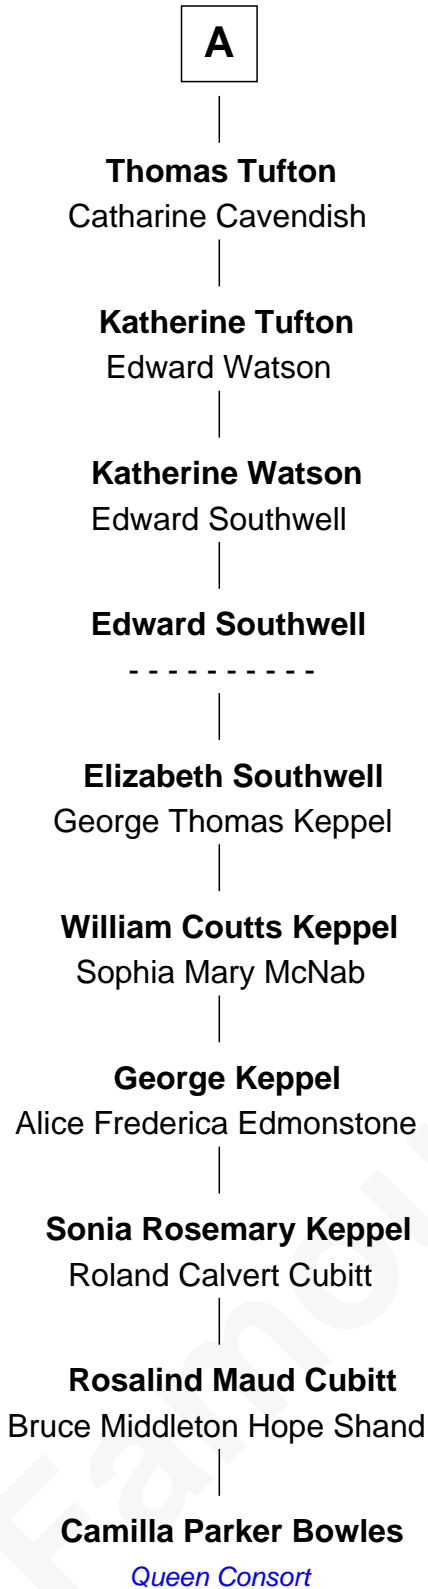 A
Thomas Tufton
Catharine Cavendish
Katherine Tufton
Edward Watson
Katherine Watson
Edward Southwell
Edward Southwell
- - - - - - - - - -
Elizabeth Southwell
George Thomas Keppel
William Coutts Keppel
Sophia Mary McNab
George Keppel
Alice Frederica Edmonstone
Sonia Rosemary Keppel
Roland Calvert Cubitt
Rosalind Maud Cubitt
Bruce Middleton Hope Shand
Camilla Parker Bowles
Queen Consort
Famou